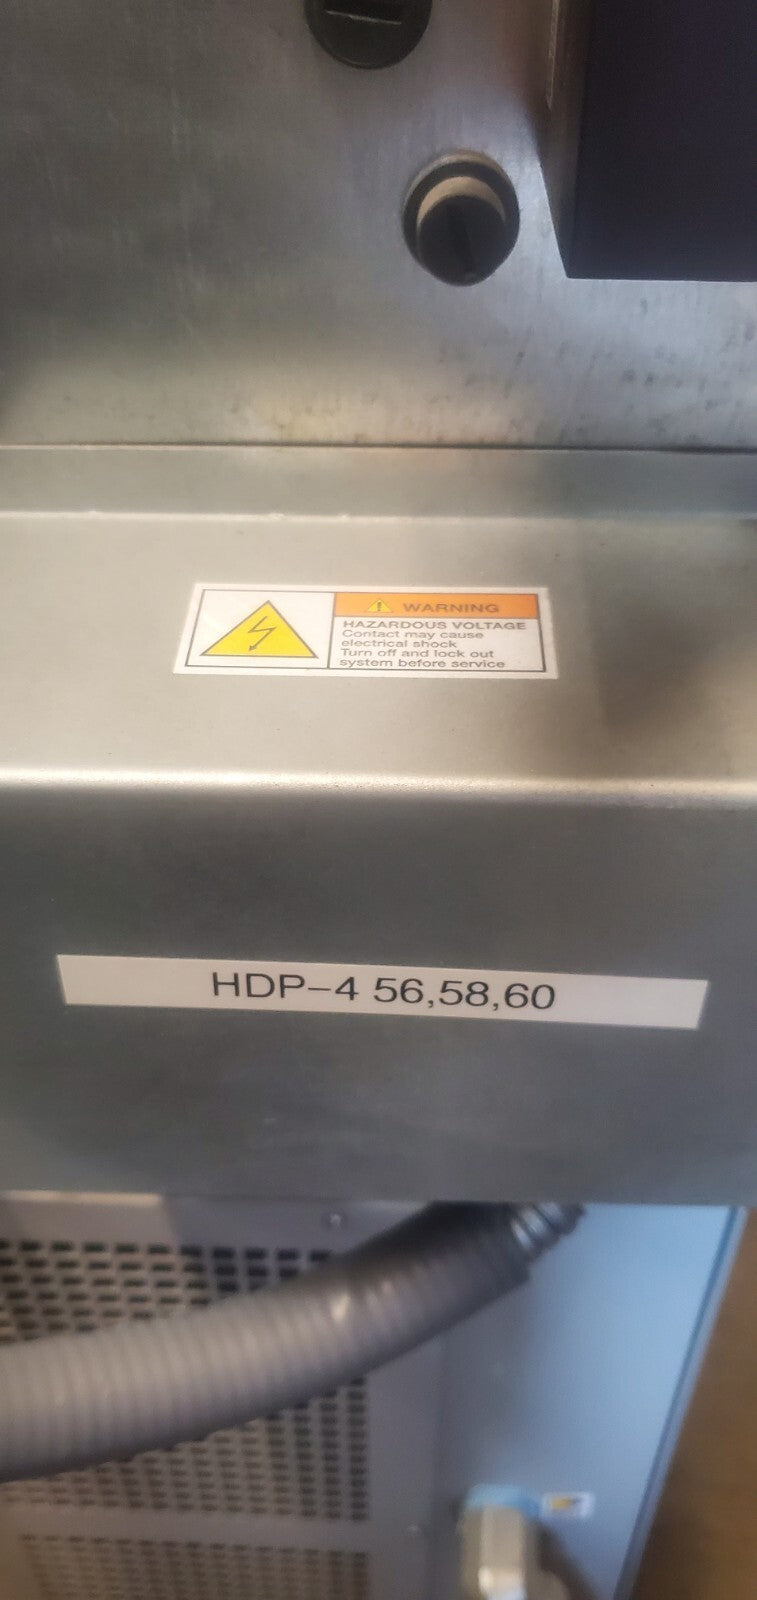 WARNING
HAZARDOUS VOLTAGE
Contact may cause
electrical shock
Turn off and lock out
system before service
HDP-4 56,58,60